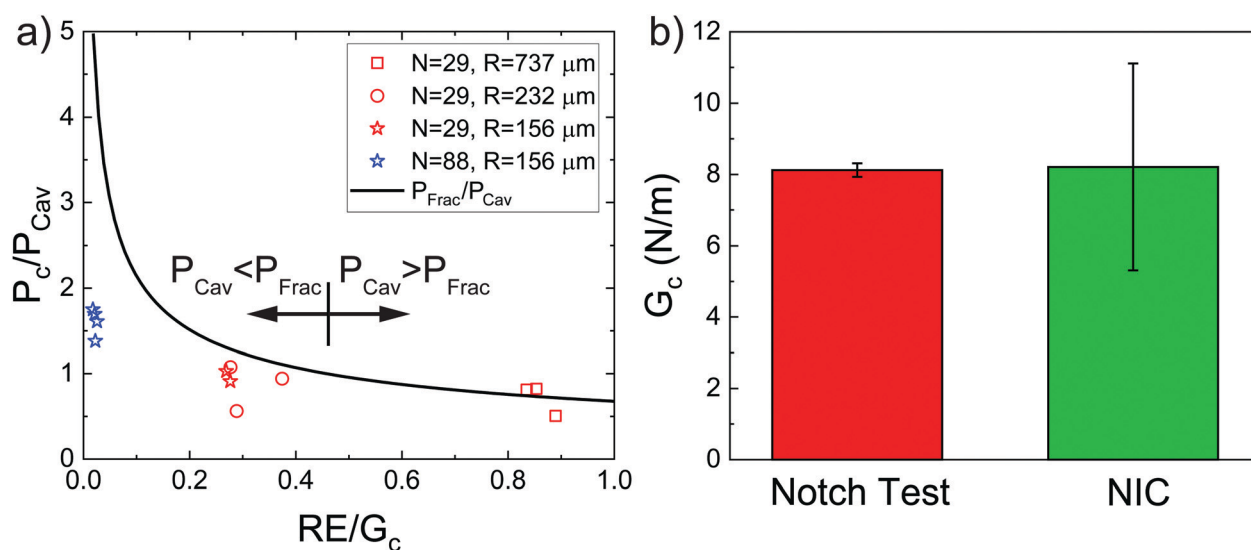 a)
5
4
3
2
1
0
P_c/P_Cav
N=29, R=737 μm
N=29, R=232 μm
N=29, R=156 μm
N=88, R=156 μm
P_Frac/P_Cav
P_Cav<P_Frac P_Cav>P_Frac
0.0 0.2 0.4 0.6 0.8 1.0
RE/G_c
b)
12
10
8
6
4
2
0
G_c (N/m)
Notch Test NIC